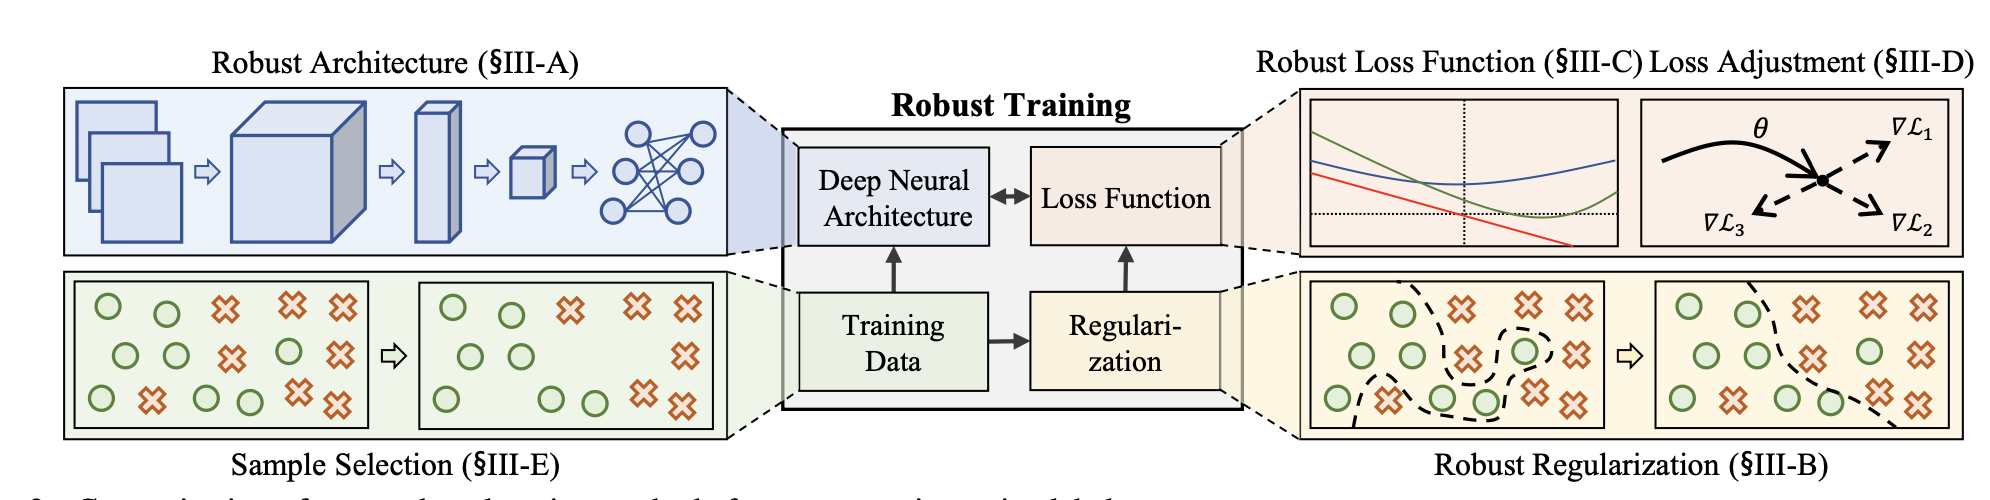 Robust Architecture (§III-A)
Robust Loss Function (§III-C) Loss Adjustment (§III-D)
Robust Training
Deep Neural
Architecture
Loss Function
θ
∇ℒ1
∇ℒ3
∇ℒ2
Training
Data
Regulari-
zation
Sample Selection (§III-E)
Robust Regularization (§III-B)